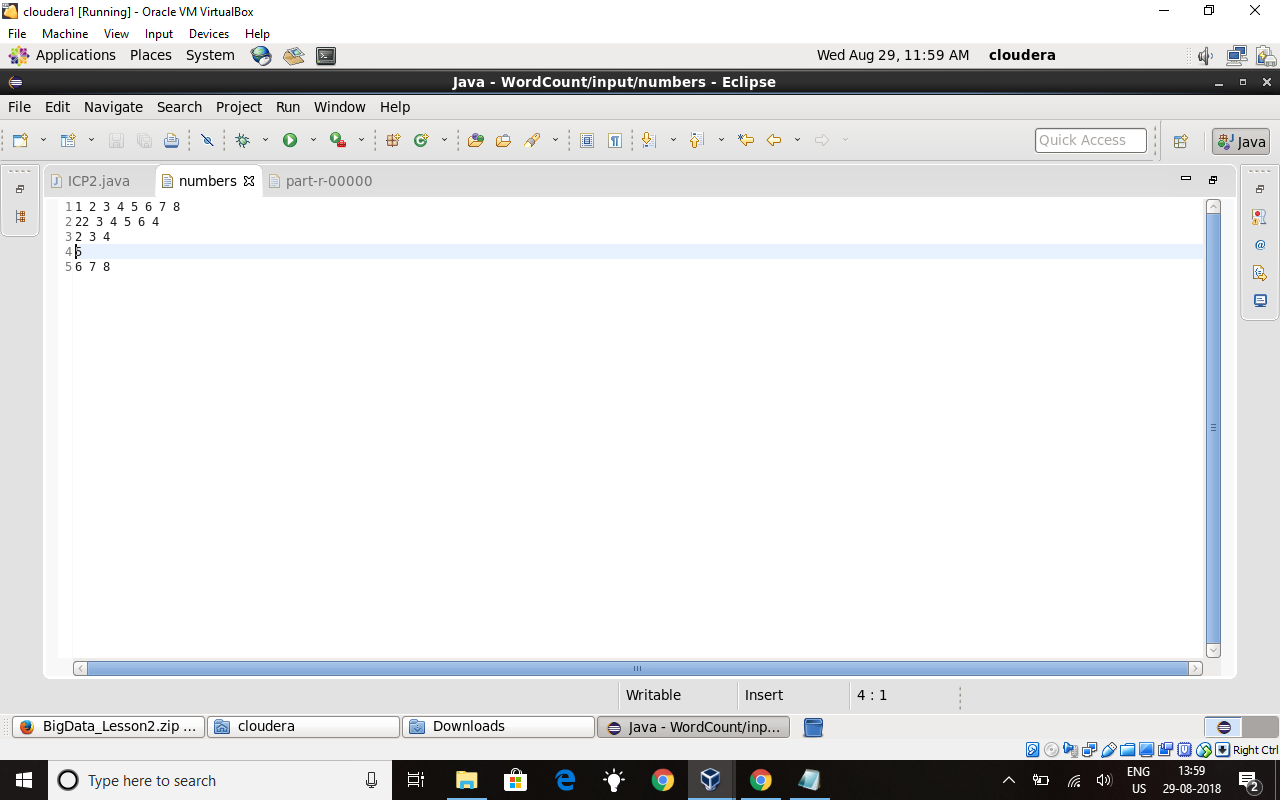 cloudera1 [Running] - Oracle VM VirtualBox
File Machine View Input Devices Help
Applications Places System Wed Aug 29, 11:59 AM cloudera
Java - WordCount/input/numbers - Eclipse
File Edit Navigate Search Project Run Window Help
Quick Access Java
ICP2.java numbers part-r-00000
1 1 2 3 4 5 6 7 8
2 22 3 4 5 6 4
3 2 3 4
4 5
5 6 7 8
Writable Insert 4 : 1
BigData_Lesson2.zip ... cloudera Downloads Java - WordCount/inp...
Right Ctrl
Type here to search ENG 13:59
US 29-08-2018 2